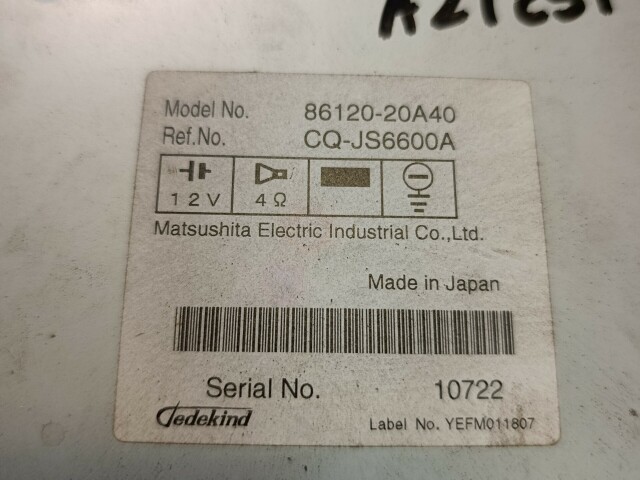 Model No. 86120-20A40
Ref.No. CQ-JS6600A
12V 4Ω
Matsushita Electric Industrial Co.,Ltd.
Made in Japan
Serial No. 10722
Dedekind Label No. YEFM011807